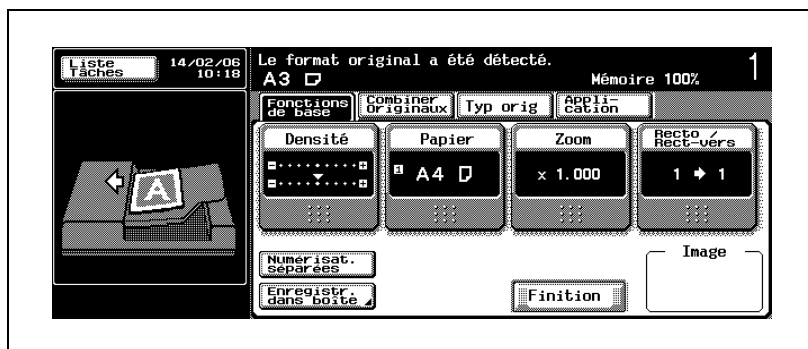 Liste
Tâches
14/02/06
10:18
Le format original a été détecté.
A3
Mémoire 100%
1
Fonctions
de base
Combiner
Originaux
Typ orig
Appli-
cation
Densité
Papier
Zoom
Recto /
Rect-vers
1 A4
× 1.000
1 → 1
A
Numérisat.
séparées
Enregistr.
dans boîte
Finition
Image